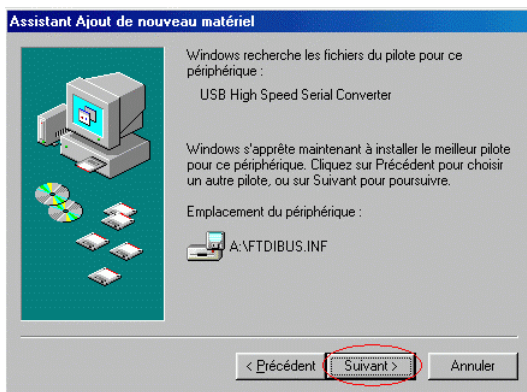 Assistant Ajout de nouveau matériel
Windows recherche les fichiers du pilote pour ce
périphérique :
USB High Speed Serial Converter
Windows s'apprête maintenant à installer le meilleur pilote
pour ce périphérique. Cliquez sur Précédent pour choisir
un autre pilote, ou sur Suivant pour poursuivre.
Emplacement du périphérique :
A:\FTDIBUS.INF
< Précédent Suivant > Annuler